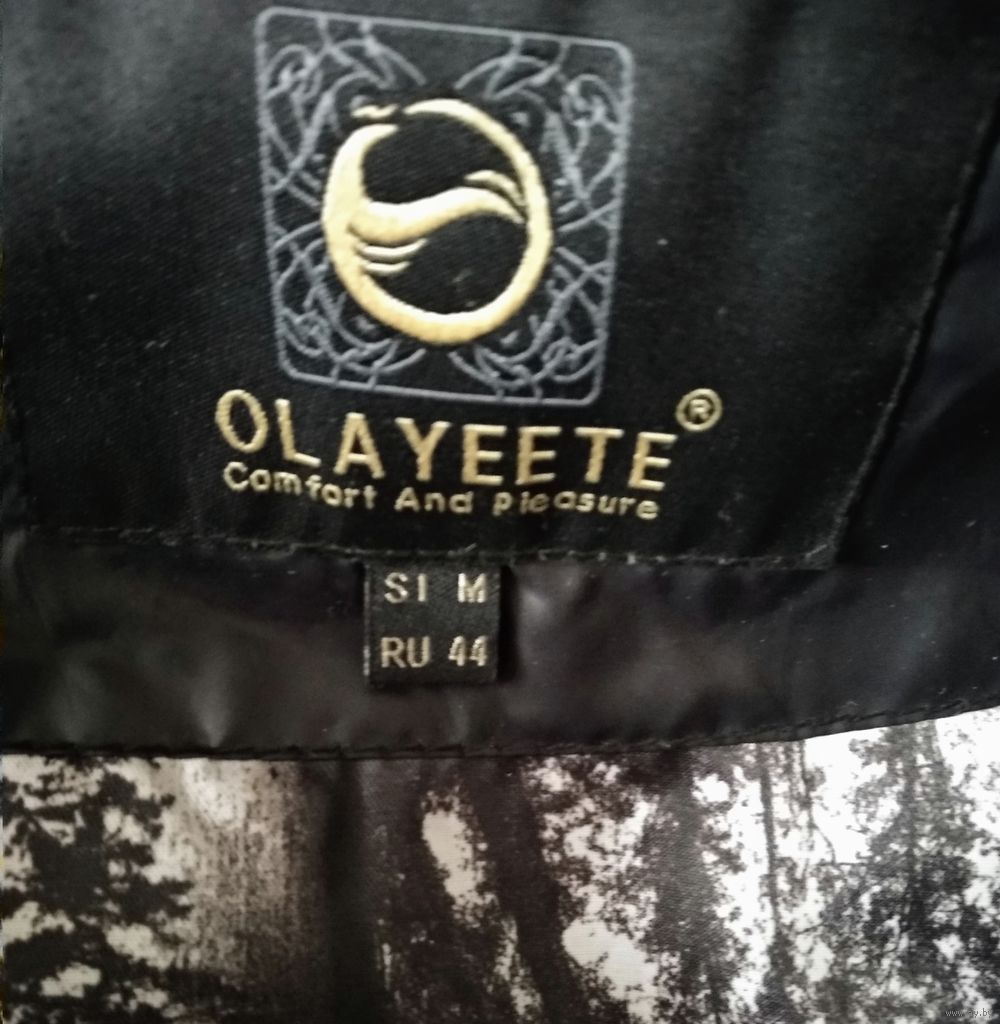 OLAYEETE®
Comfort And pleasure
SI M
RU 44